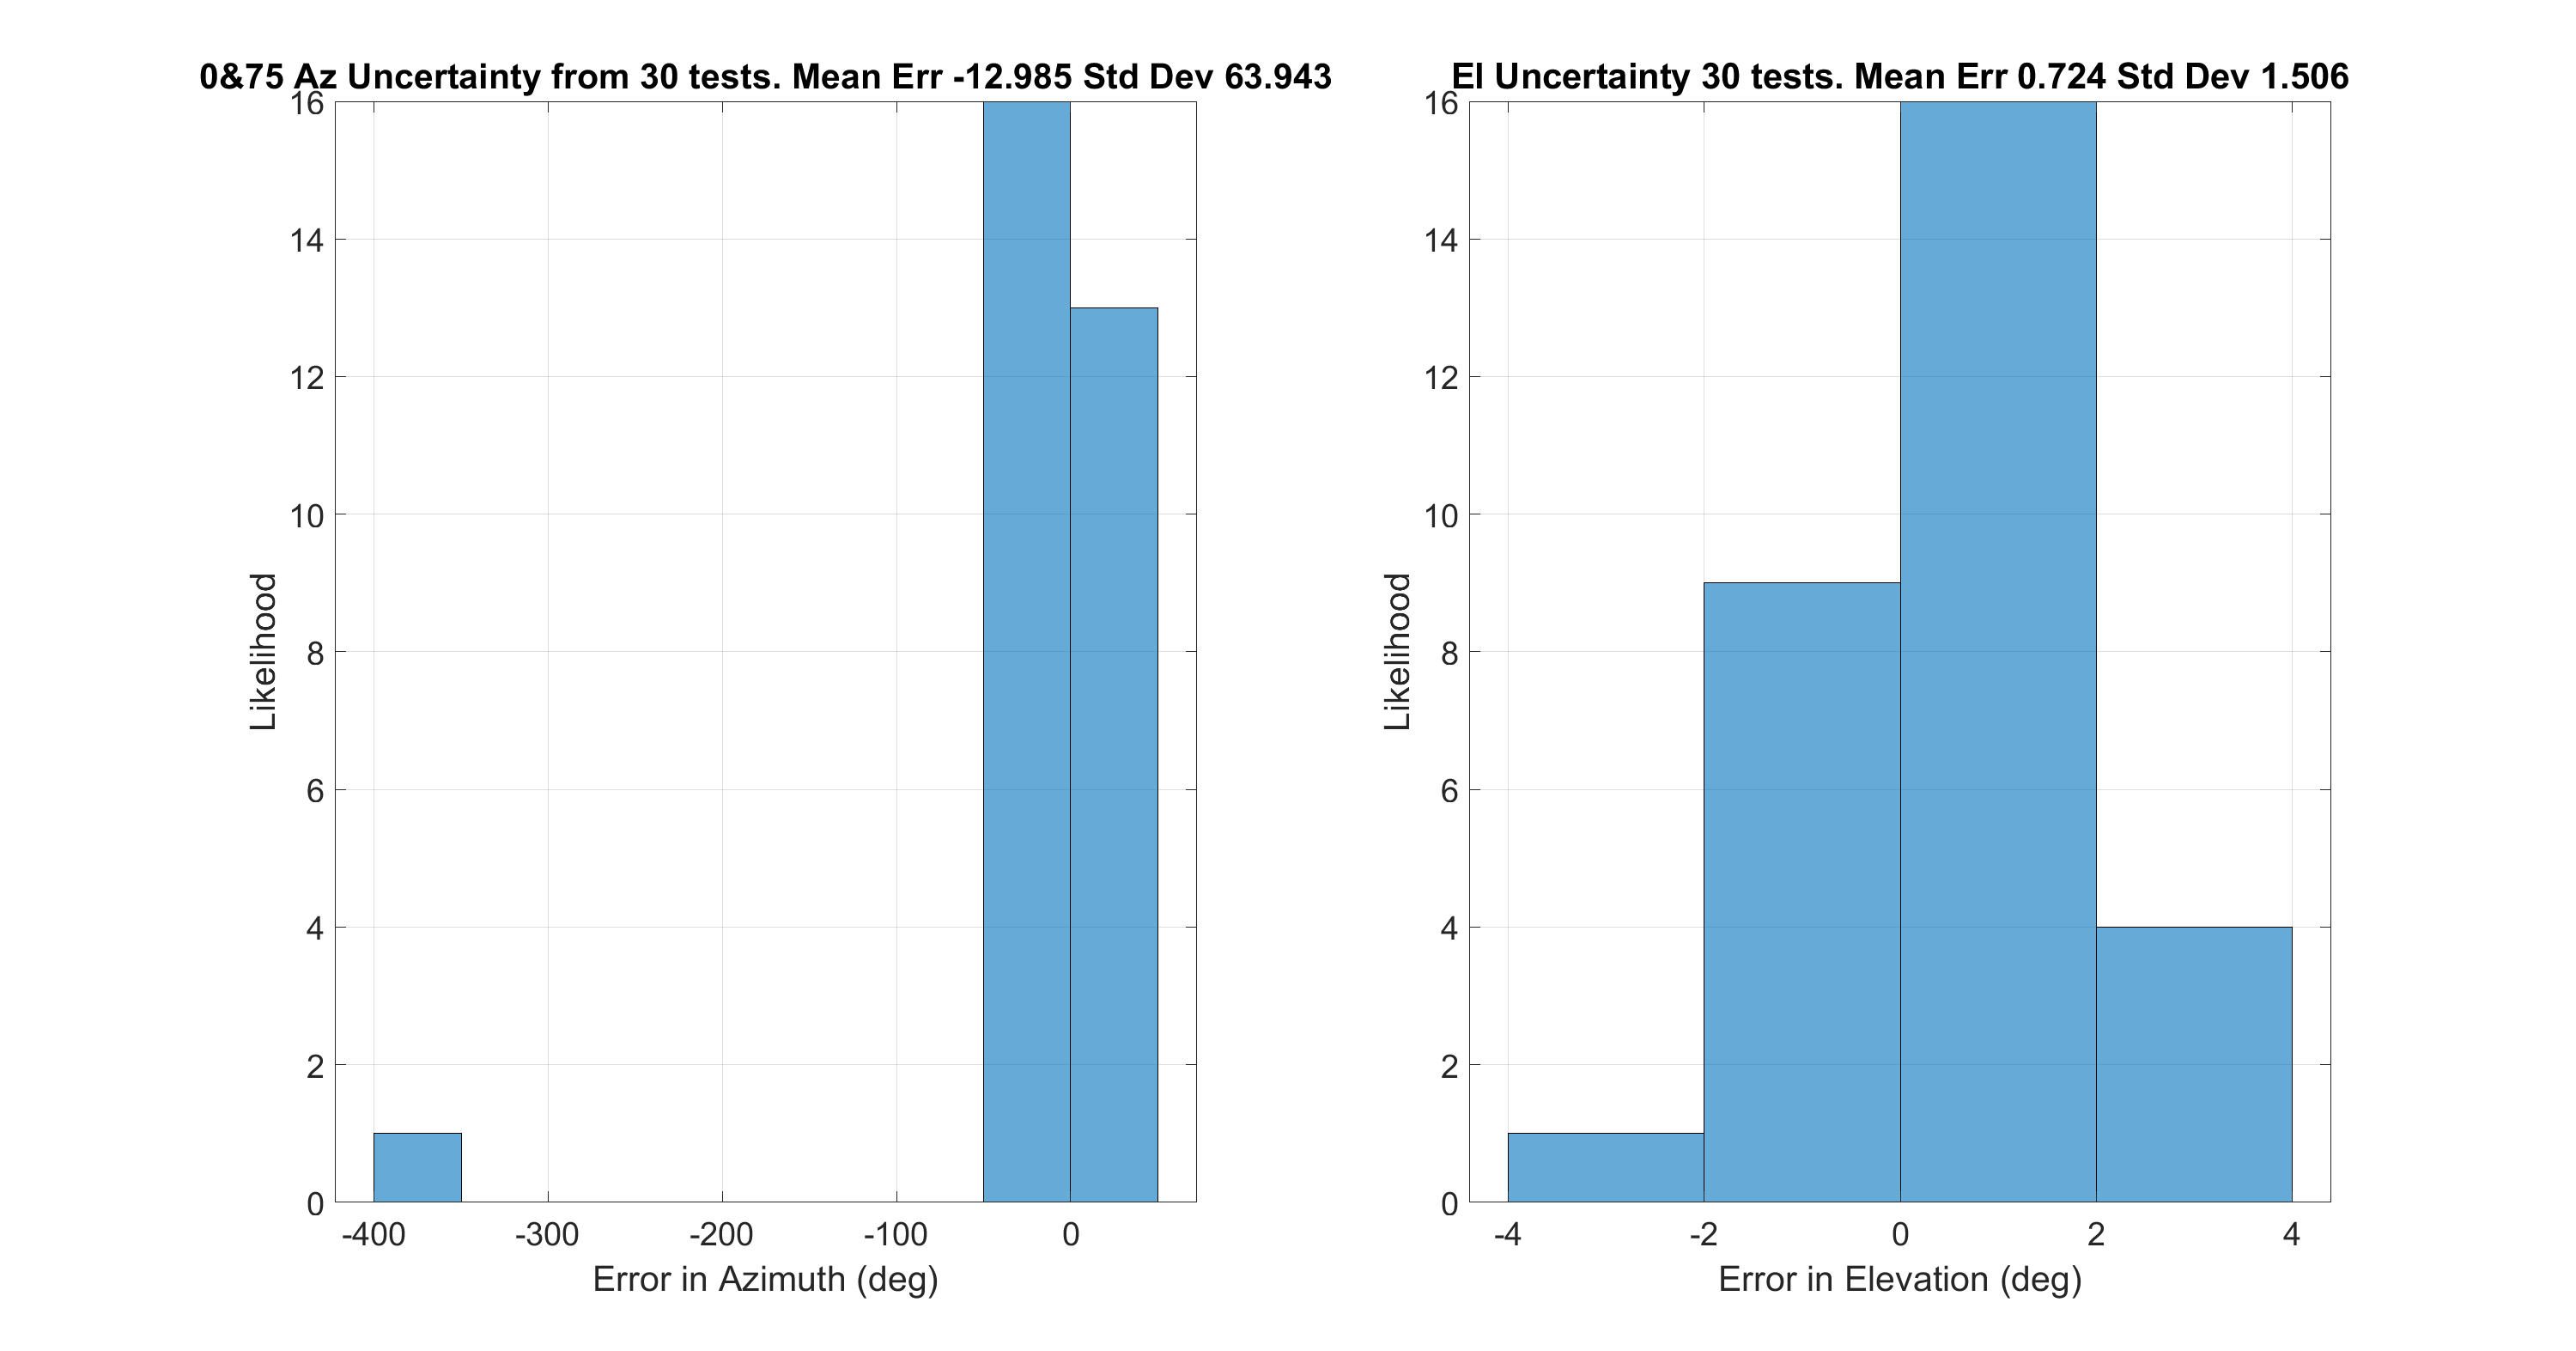 0&75 Az Uncertainty from 30 tests. Mean Err -12.985 Std Dev 63.943
16
14
12
10
8
6
4
2
0
Likelihood
-400 -300 -200 -100 0
Error in Azimuth (deg)
El Uncertainty 30 tests. Mean Err 0.724 Std Dev 1.506
16
14
12
10
8
6
4
2
0
Likelihood
-4 -2 0 2 4
Error in Elevation (deg)